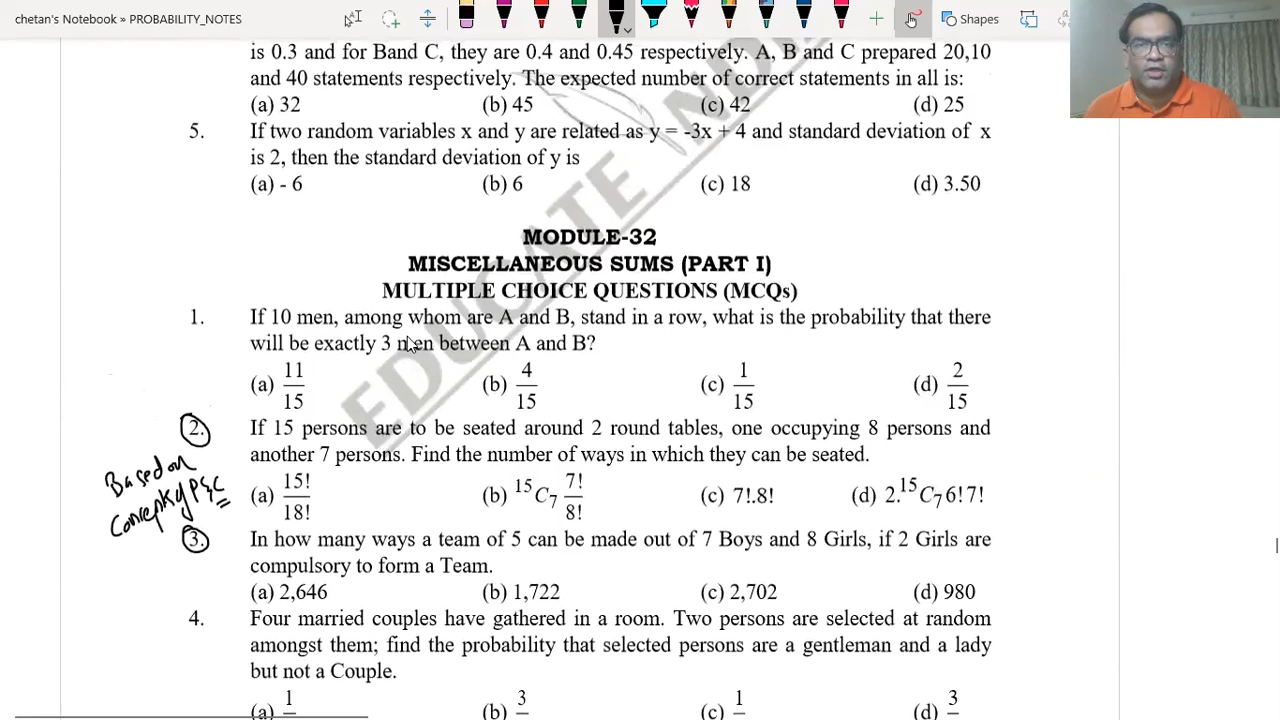 chetan's Notebook » PROBABILITY_NOTES
Shapes
is 0.3 and for Band C, they are 0.4 and 0.45 respectively. A, B and C prepared 20,10
and 40 statements respectively. The expected number of correct statements in all is:
(a) 32 (b) 45 (c) 42 (d) 25
5. If two random variables x and y are related as y = -3x + 4 and standard deviation of x
is 2, then the standard deviation of y is
(a) - 6 (b) 6 (c) 18 (d) 3.50
MODULE-32
MISCELLANEOUS SUMS (PART I)
MULTIPLE CHOICE QUESTIONS (MCQs)
1. If 10 men, among whom are A and B, stand in a row, what is the probability that there
will be exactly 3 men between A and B?
(a) 11/15 (b) 4/15 (c) 1/15 (d) 2/15
2. If 15 persons are to be seated around 2 round tables, one occupying 8 persons and
another 7 persons. Find the number of ways in which they can be seated.
Based on
Concept of P&C
(a) 15!/18! (b) ¹⁵C₇ 7!/8! (c) 7!.8! (d) 2.¹⁵C₇6!7!
3. In how many ways a team of 5 can be made out of 7 Boys and 8 Girls, if 2 Girls are
compulsory to form a Team.
(a) 2,646 (b) 1,722 (c) 2,702 (d) 980
4. Four married couples have gathered in a room. Two persons are selected at random
amongst them; find the probability that selected persons are a gentleman and a lady
but not a Couple.
(a) 1 (b) 3 (c) 1 (d) 3
EDUCATE